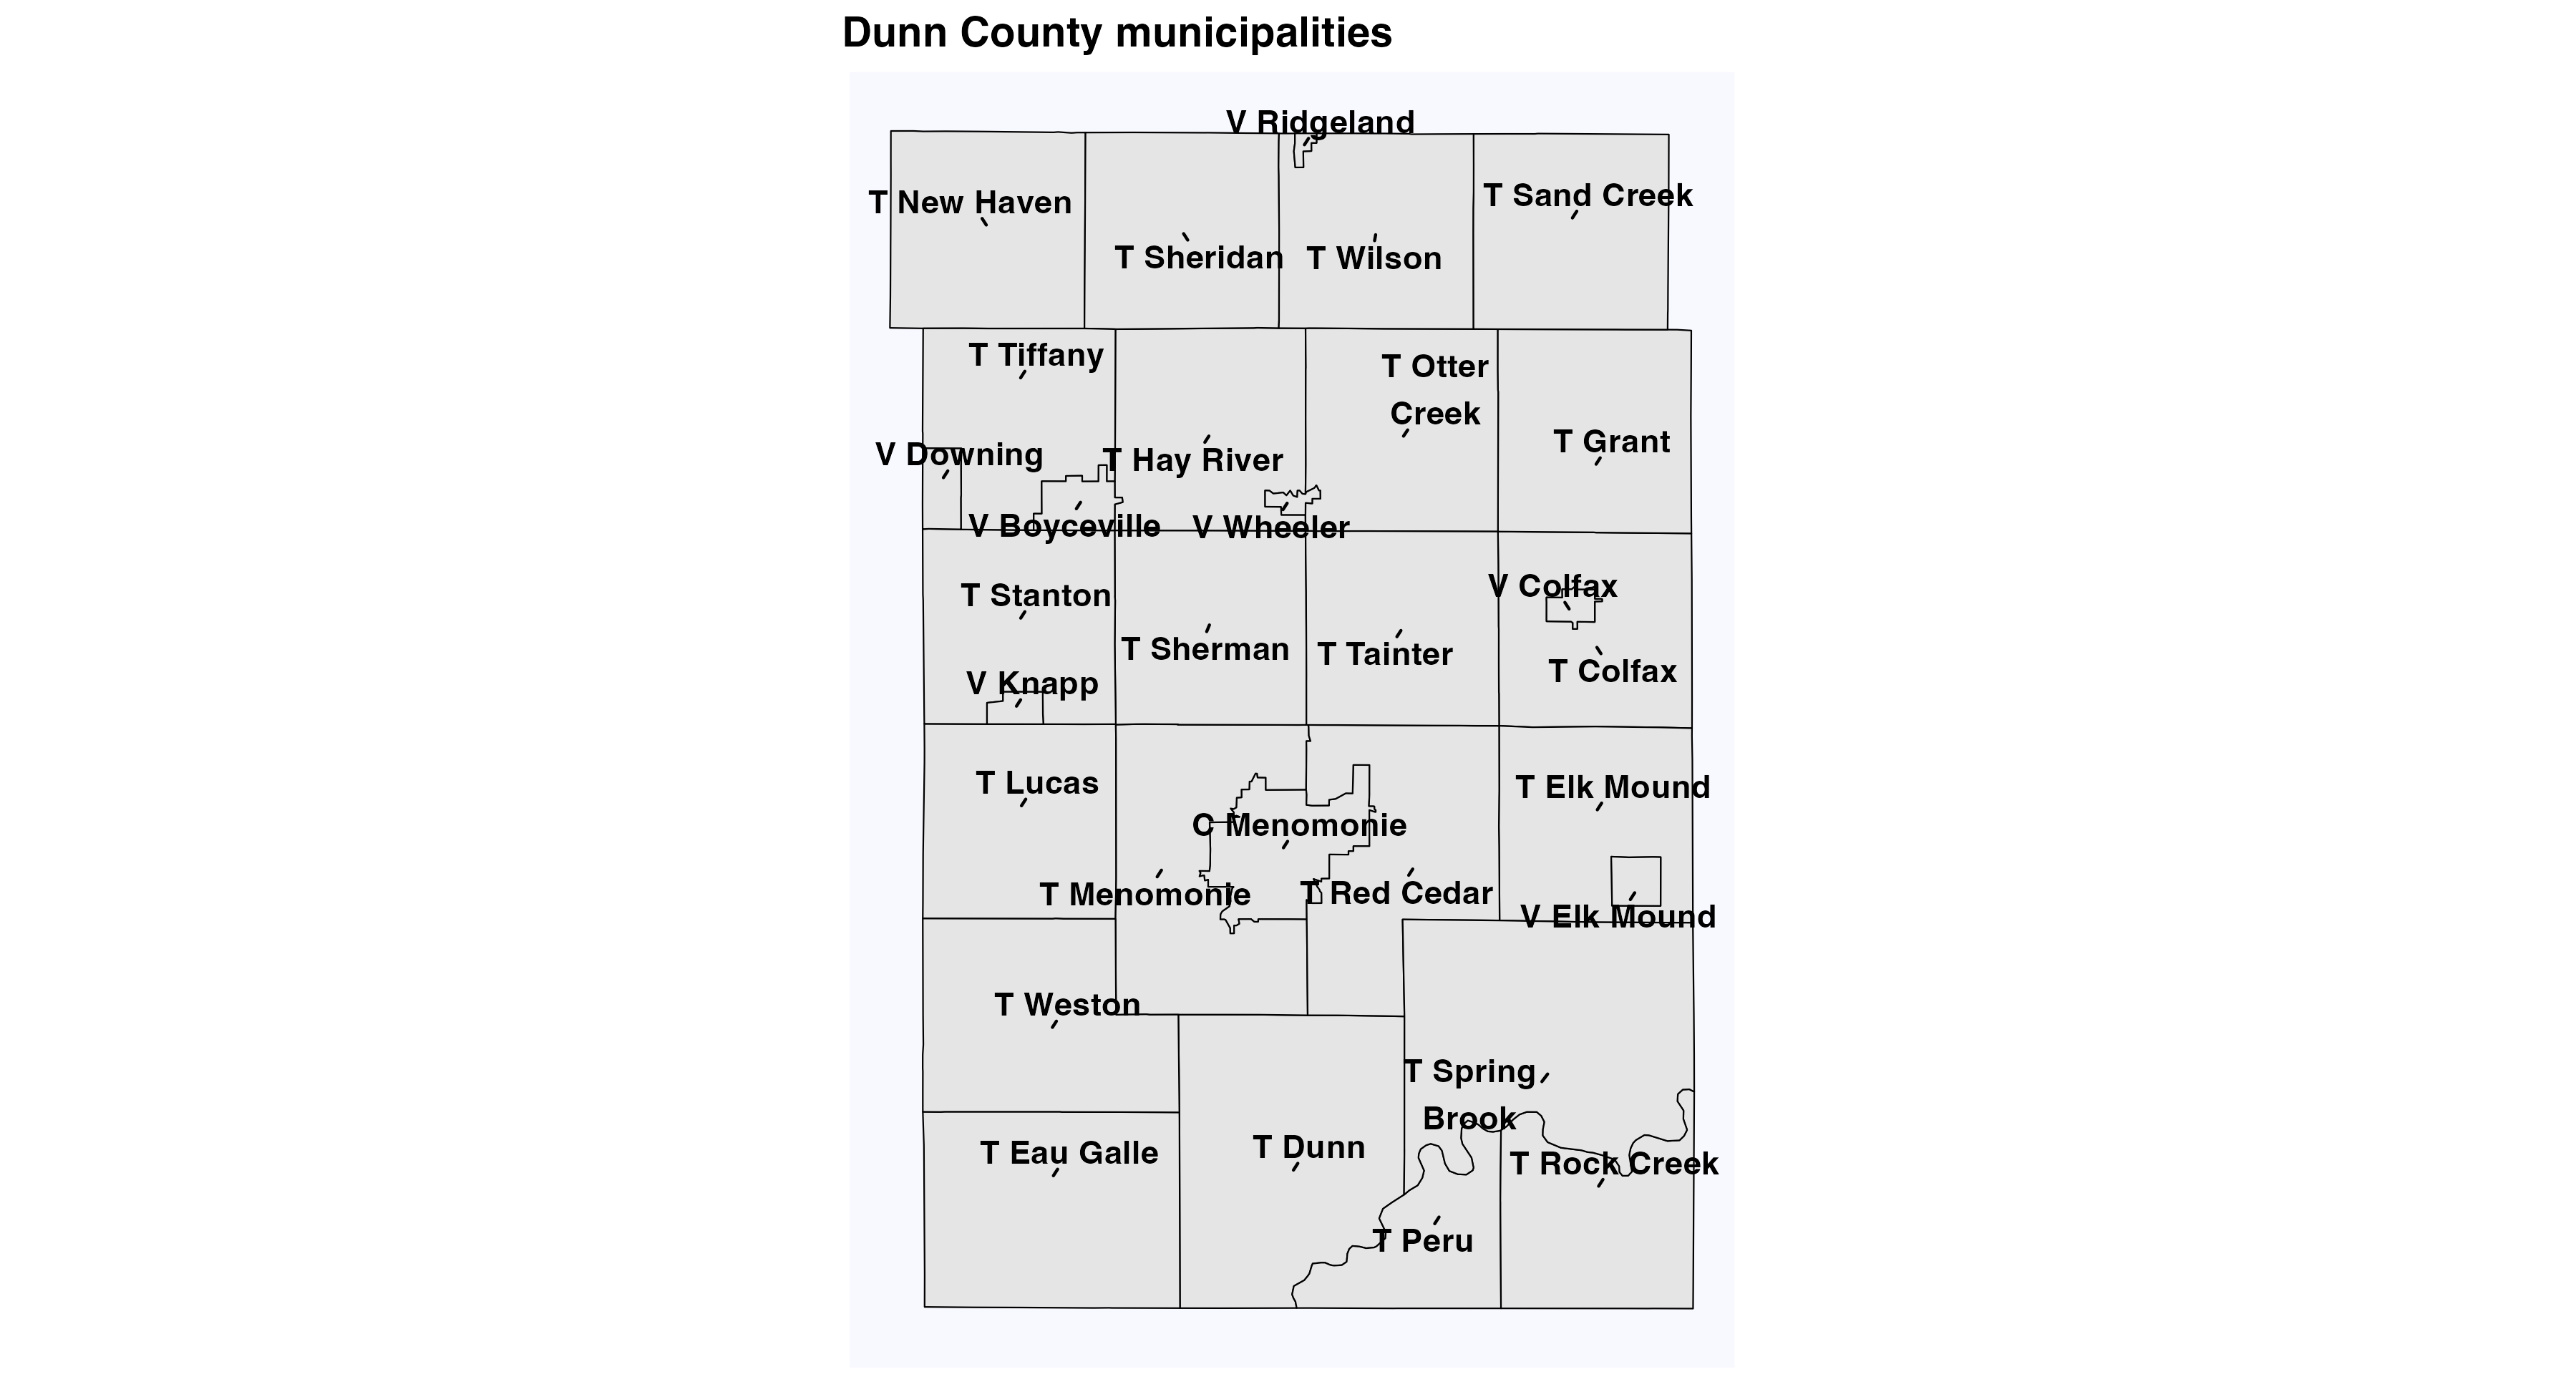 Dunn County municipalities
V Ridgeland
T New Haven
T Sand Creek
T Sheridan
T Wilson
T Tiffany
T Otter
Creek
T Grant
V Downing
T Hay River
V Boyceville
V Wheeler
V Colfax
T Stanton
T Sherman
T Tainter
T Colfax
V Knapp
T Lucas
T Elk Mound
C Menomonie
T Menomonie
T Red Cedar
V Elk Mound
T Weston
T Spring
Brook
T Eau Galle
T Dunn
T Rock Creek
T Peru